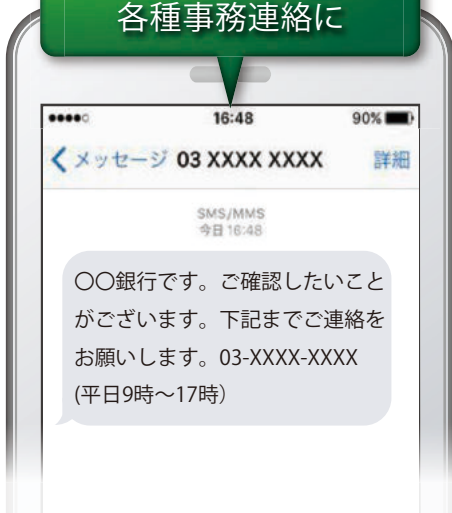 各種事務連絡に
16:48
90%
メッセージ 03 XXXX XXXX 詳細
SMS/MMS
今日 16:48
〇〇銀行です。ご確認したいこと
がございます。下記までご連絡を
お願いします。03-XXXX-XXXX
(平日9時〜17時)